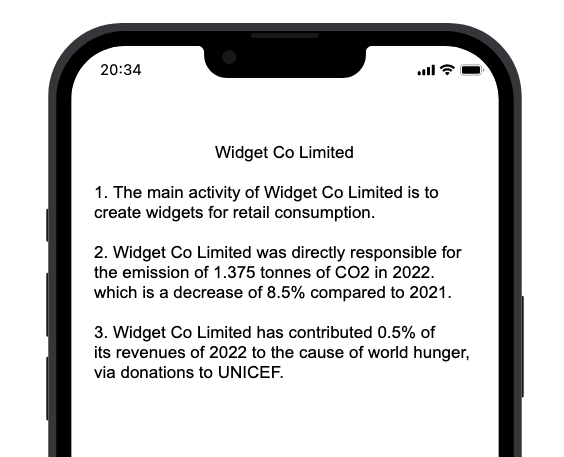 20:34
Widget Co Limited
1. The main activity of Widget Co Limited is to
create widgets for retail consumption.
2. Widget Co Limited was directly responsible for
the emission of 1.375 tonnes of CO2 in 2022.
which is a decrease of 8.5% compared to 2021.
3. Widget Co Limited has contributed 0.5% of
its revenues of 2022 to the cause of world hunger,
via donations to UNICEF.